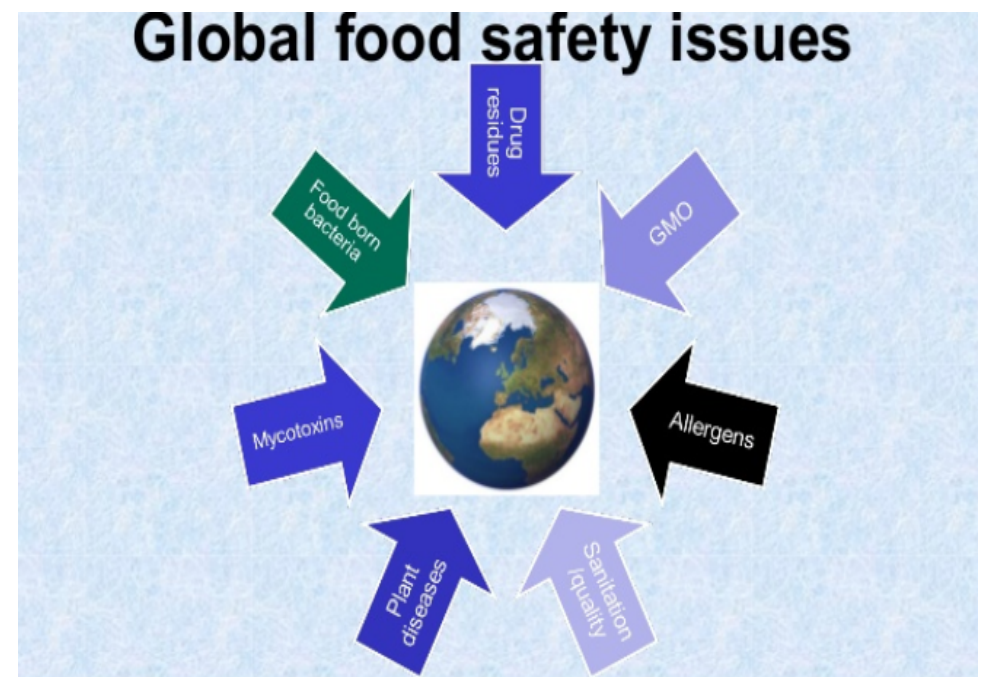 Global food safety issues
Drug
residues
GMO
Allergens
Sanitation
/quality
Plant
diseases
Mycotoxins
Food born
bacteria